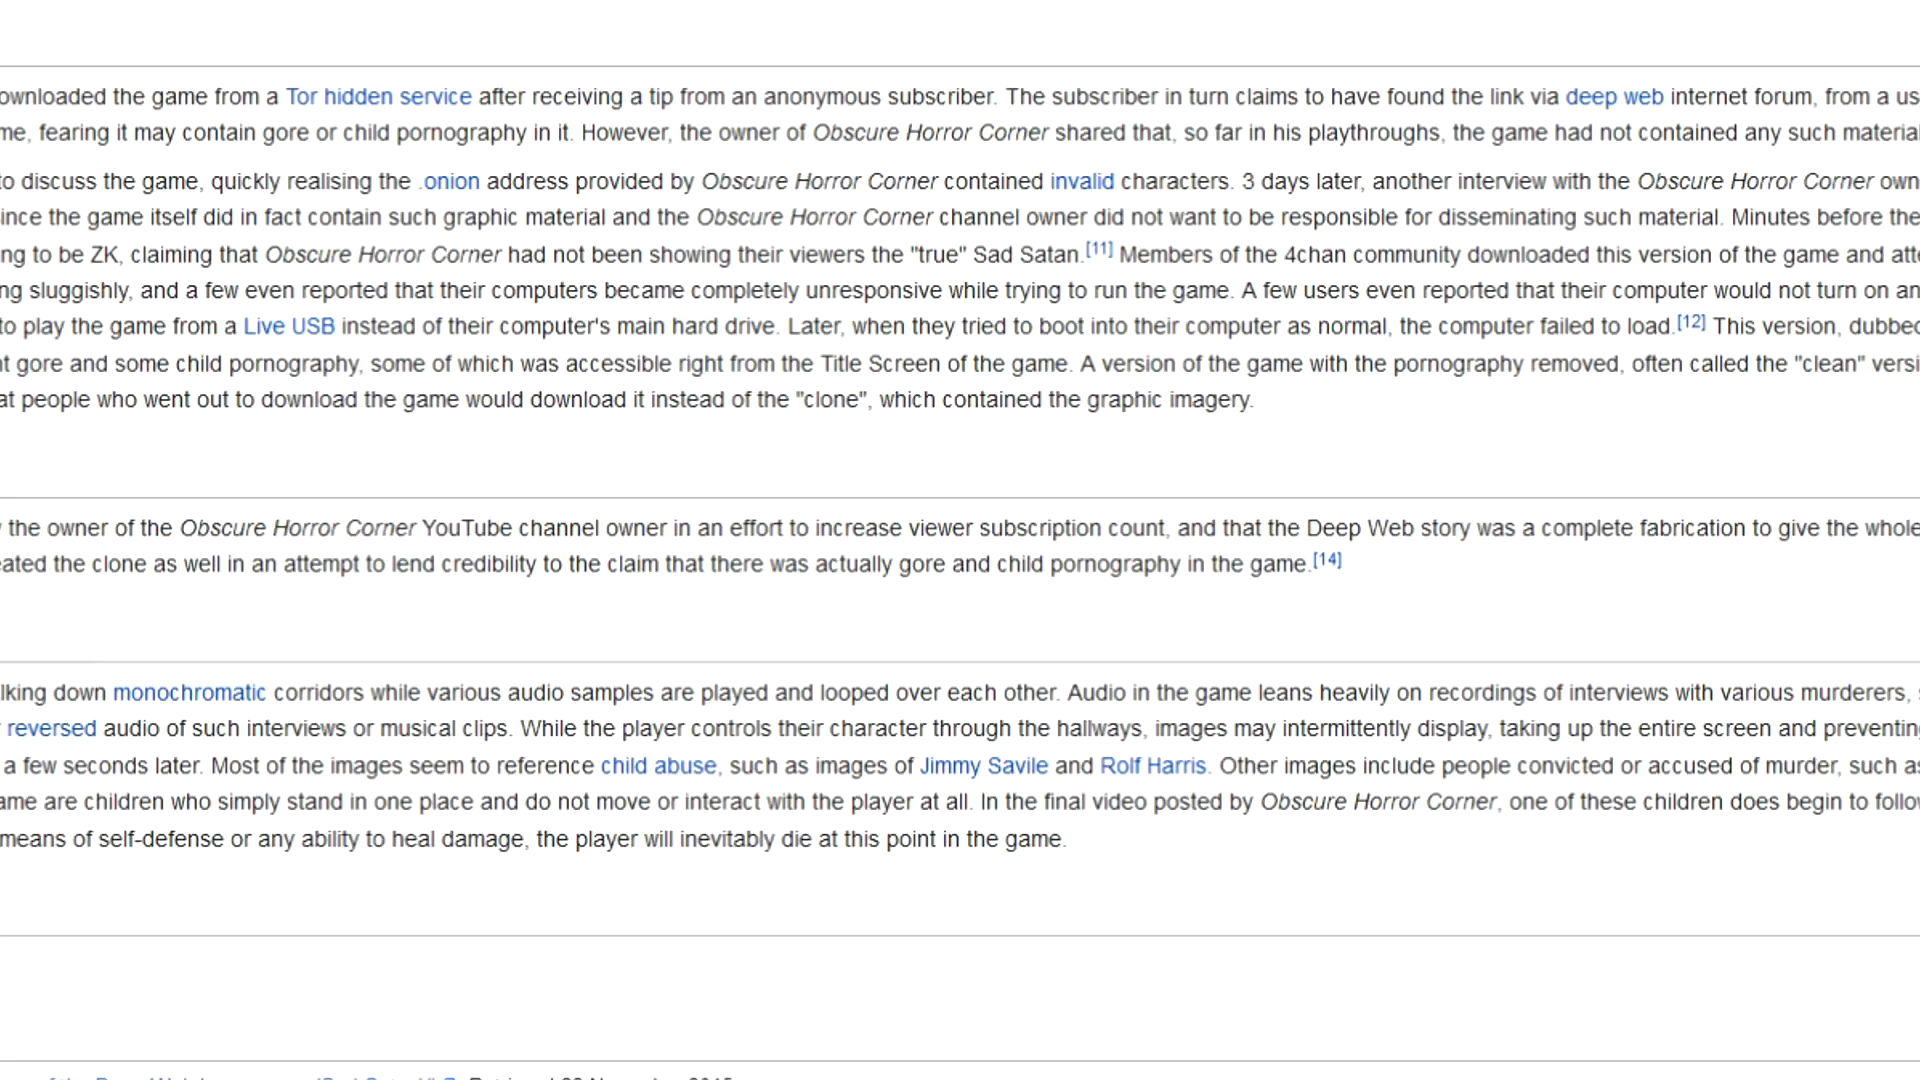 ownloaded the game from a Tor hidden service after receiving a tip from an anonymous subscriber. The subscriber in turn claims to have found the link via deep web internet forum, from a us
me, fearing it may contain gore or child pornography in it. However, the owner of Obscure Horror Corner shared that, so far in his playthroughs, the game had not contained any such material
to discuss the game, quickly realising the .onion address provided by Obscure Horror Corner contained invalid characters. 3 days later, another interview with the Obscure Horror Corner own
ince the game itself did in fact contain such graphic material and the Obscure Horror Corner channel owner did not want to be responsible for disseminating such material. Minutes before the
ng to be ZK, claiming that Obscure Horror Corner had not been showing their viewers the "true" Sad Satan.[11] Members of the 4chan community downloaded this version of the game and atte
ng sluggishly, and a few even reported that their computers became completely unresponsive while trying to run the game. A few users even reported that their computer would not turn on an
to play the game from a Live USB instead of their computer's main hard drive. Later, when they tried to boot into their computer as normal, the computer failed to load.[12] This version, dubbed
t gore and some child pornography, some of which was accessible right from the Title Screen of the game. A version of the game with the pornography removed, often called the "clean" versi
at people who went out to download the game would download it instead of the "clone", which contained the graphic imagery.
the owner of the Obscure Horror Corner YouTube channel owner in an effort to increase viewer subscription count, and that the Deep Web story was a complete fabrication to give the whole
ated the clone as well in an attempt to lend credibility to the claim that there was actually gore and child pornography in the game.[14]
lking down monochromatic corridors while various audio samples are played and looped over each other. Audio in the game leans heavily on recordings of interviews with various murderers,
reversed audio of such interviews or musical clips. While the player controls their character through the hallways, images may intermittently display, taking up the entire screen and preventin
a few seconds later. Most of the images seem to reference child abuse, such as images of Jimmy Savile and Rolf Harris. Other images include people convicted or accused of murder, such as
ame are children who simply stand in one place and do not move or interact with the player at all. In the final video posted by Obscure Horror Corner, one of these children does begin to follow
means of self-defense or any ability to heal damage, the player will inevitably die at this point in the game.